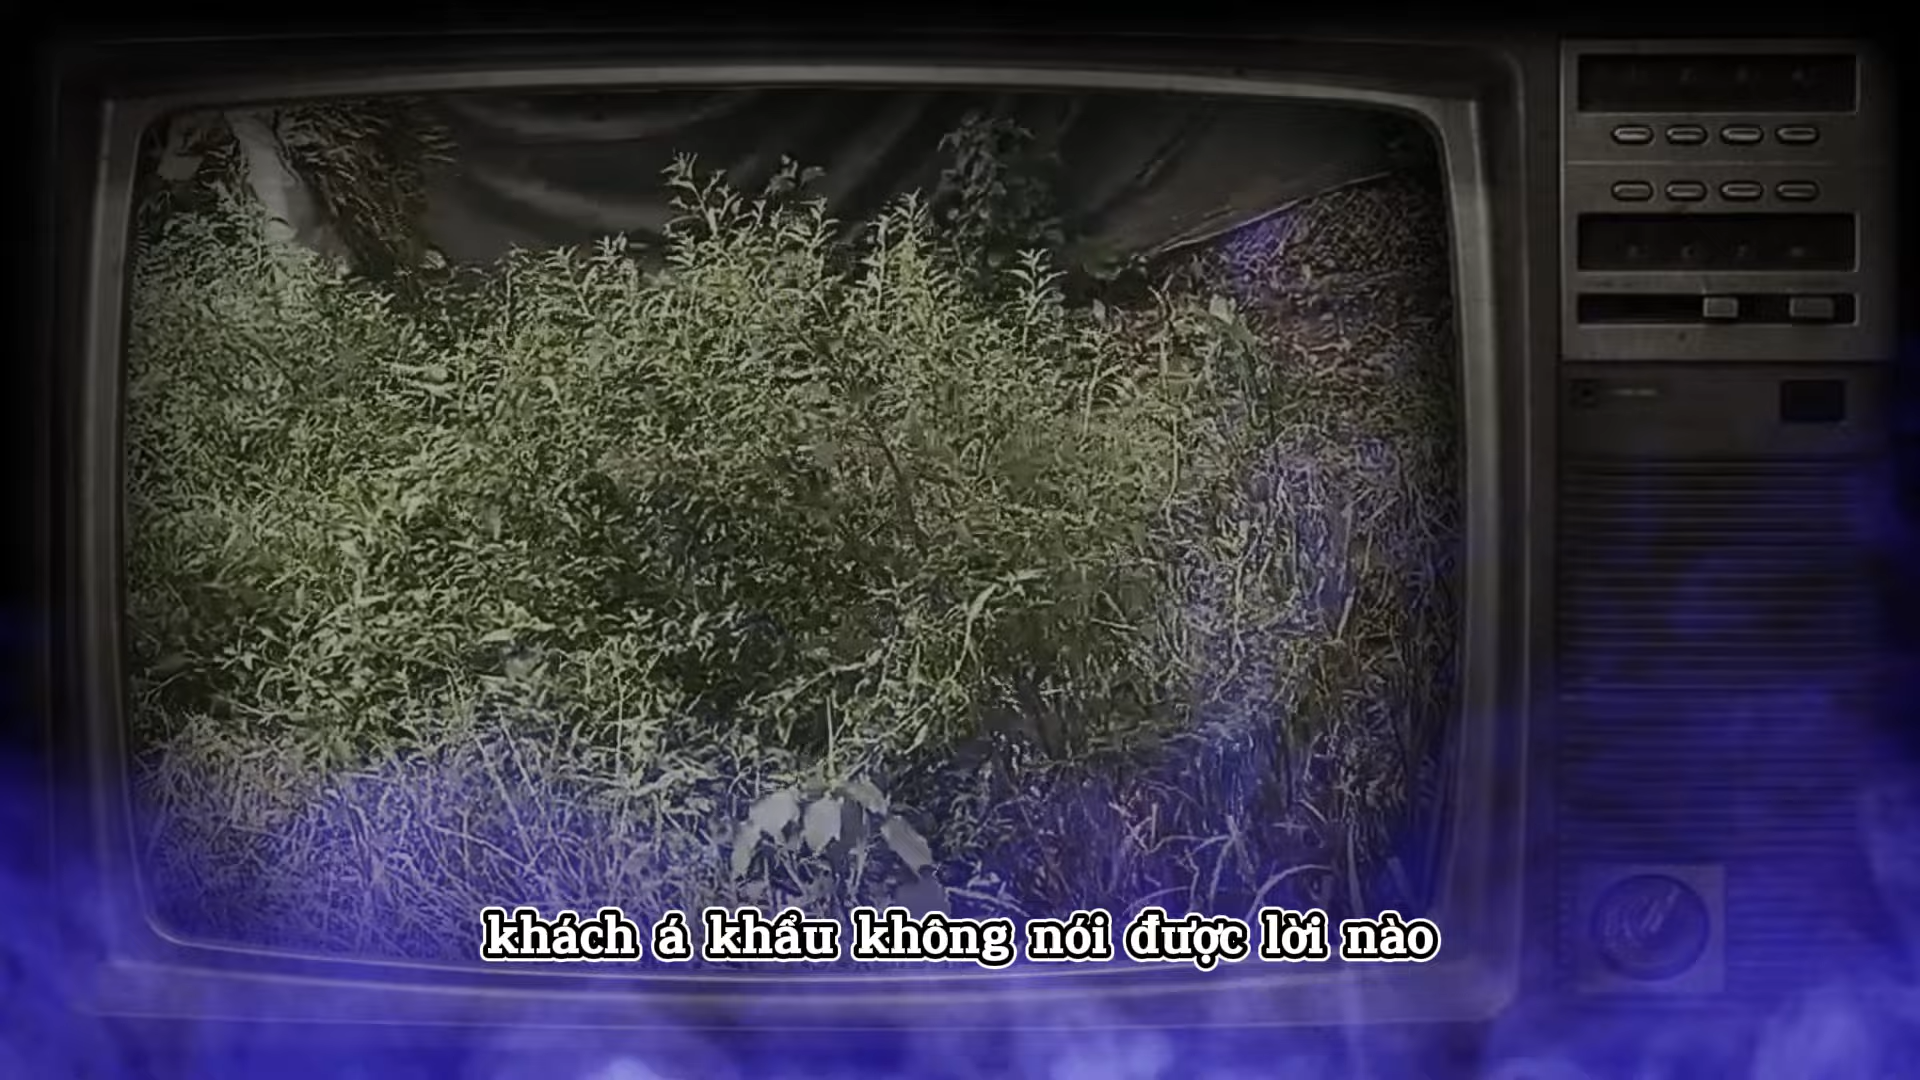 khách á khẩu không nói được lời nào